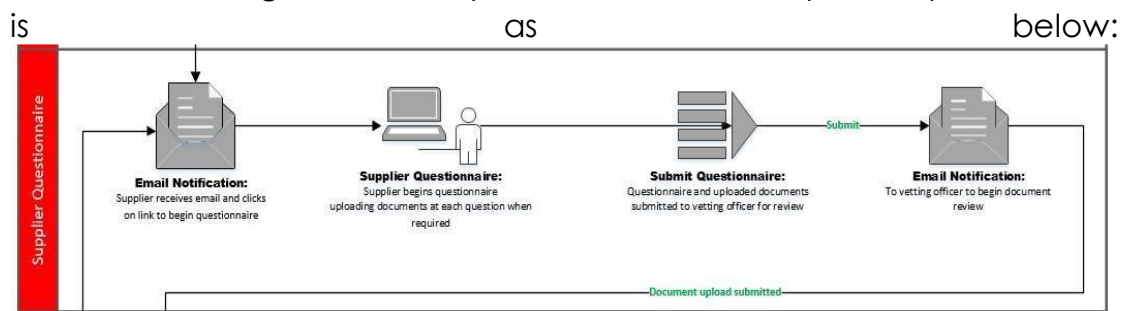 is as below:
Supplier Questionnaire
Email Notification:
Supplier receives email and clicks
on link to begin questionnaire
Supplier Questionnaire:
Supplier begins questionnaire
uploading documents at each question when
required
Submit Questionnaire:
Questionnaire and uploaded documents
submitted to vetting officer for review
Submit
Email Notification:
To vetting officer to begin document
review
Document upload submitted